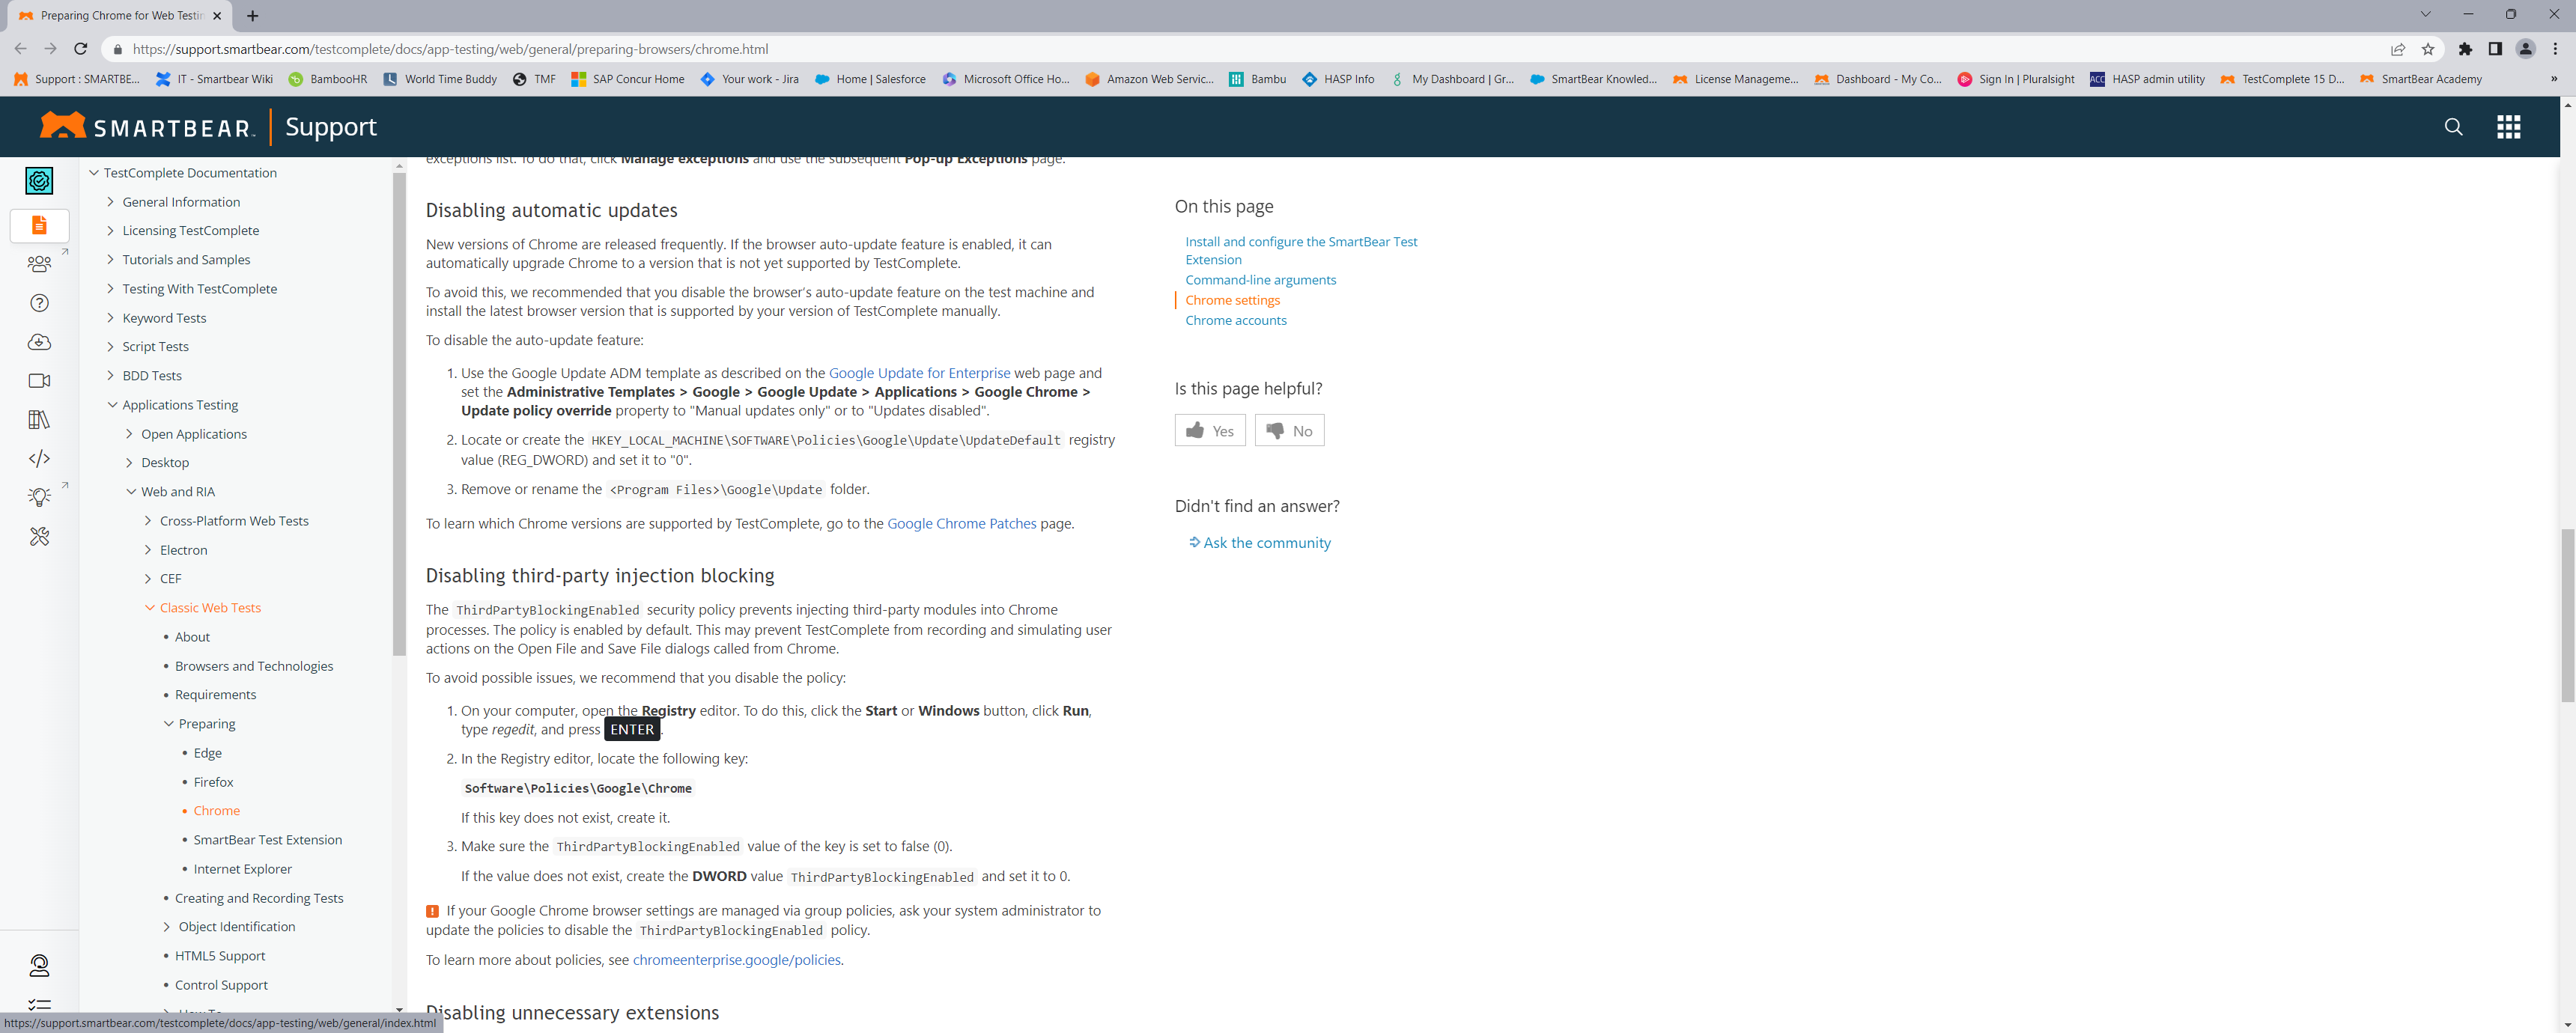 Preparing Chrome for Web Testin
https://support.smartbear.com/testcomplete/docs/app-testing/web/general/preparing-browsers/chrome.html
Support : SMARTBE...
IT - Smartbear Wiki
BambooHR
World Time Buddy
TMF
SAP Concur Home
Your work - Jira
Home | Salesforce
Microsoft Office Ho...
Amazon Web Servic...
Bambu
HASP Info
My Dashboard | Gr...
SmartBear Knowled...
License Manageme...
Dashboard - My Co...
Sign In | Pluralsight
ACC
HASP admin utility
TestComplete 15 D...
SmartBear Academy
SMARTBEAR
Support
TestComplete Documentation
General Information
Licensing TestComplete
Tutorials and Samples
Testing With TestComplete
Keyword Tests
Script Tests
BDD Tests
Applications Testing
Open Applications
Desktop
Web and RIA
Cross-Platform Web Tests
Electron
CEF
Classic Web Tests
About
Browsers and Technologies
Requirements
Preparing
Edge
Firefox
Chrome
SmartBear Test Extension
Internet Explorer
Creating and Recording Tests
Object Identification
HTML5 Support
Control Support
How To
https://support.smartbear.com/testcomplete/docs/app-testing/web/general/index.html
exceptions list. To do that, click Manage exceptions and use the subsequent Pop-up Exceptions page.
Disabling automatic updates
New versions of Chrome are released frequently. If the browser auto-update feature is enabled, it can
automatically upgrade Chrome to a version that is not yet supported by TestComplete.
To avoid this, we recommended that you disable the browser's auto-update feature on the test machine and
install the latest browser version that is supported by your version of TestComplete manually.
To disable the auto-update feature:
1. Use the Google Update ADM template as described on the Google Update for Enterprise web page and
set the Administrative Templates > Google > Google Update > Applications > Google Chrome >
Update policy override property to "Manual updates only" or to "Updates disabled".
2. Locate or create the HKEY_LOCAL_MACHINE\SOFTWARE\Policies\Google\Update\UpdateDefault registry
value (REG_DWORD) and set it to "0".
3. Remove or rename the <Program Files>\Google\Update folder.
To learn which Chrome versions are supported by TestComplete, go to the Google Chrome Patches page.
Disabling third-party injection blocking
The ThirdPartyBlockingEnabled security policy prevents injecting third-party modules into Chrome
processes. The policy is enabled by default. This may prevent TestComplete from recording and simulating user
actions on the Open File and Save File dialogs called from Chrome.
To avoid possible issues, we recommend that you disable the policy:
1. On your computer, open the Registry editor. To do this, click the Start or Windows button, click Run,
type regedit, and press ENTER.
2. In the Registry editor, locate the following key:
Software\Policies\Google\Chrome
If this key does not exist, create it.
3. Make sure the ThirdPartyBlockingEnabled value of the key is set to false (0).
If the value does not exist, create the DWORD value ThirdPartyBlockingEnabled and set it to 0.
! If your Google Chrome browser settings are managed via group policies, ask your system administrator to
update the policies to disable the ThirdPartyBlockingEnabled policy.
To learn more about policies, see chromeenterprise.google/policies.
Disabling unnecessary extensions
On this page
Install and configure the SmartBear Test
Extension
Command-line arguments
Chrome settings
Chrome accounts
Is this page helpful?
Yes
No
Didn't find an answer?
Ask the community